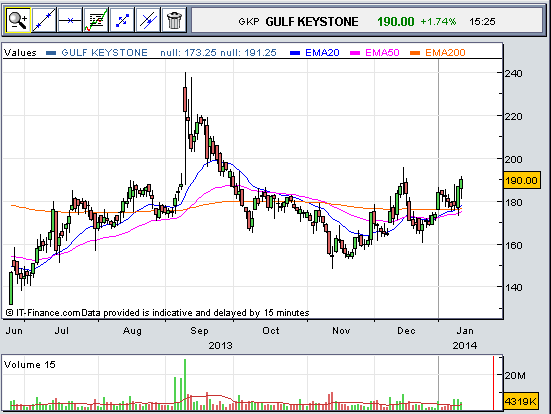 GKP GULF KEYSTONE 190.00 +1.74% 15:25
Values GULF KEYSTONE null: 173.25 null: 191.25 EMA20 EMA50 EMA200
240
220
200
190.00
180
160
140
© IT-Finance.com Data provided is indicative and delayed by 15 minutes
Jun Jul Aug Sep Oct Nov Dec Jan
2013 2014
Volume 15
20M
4319K